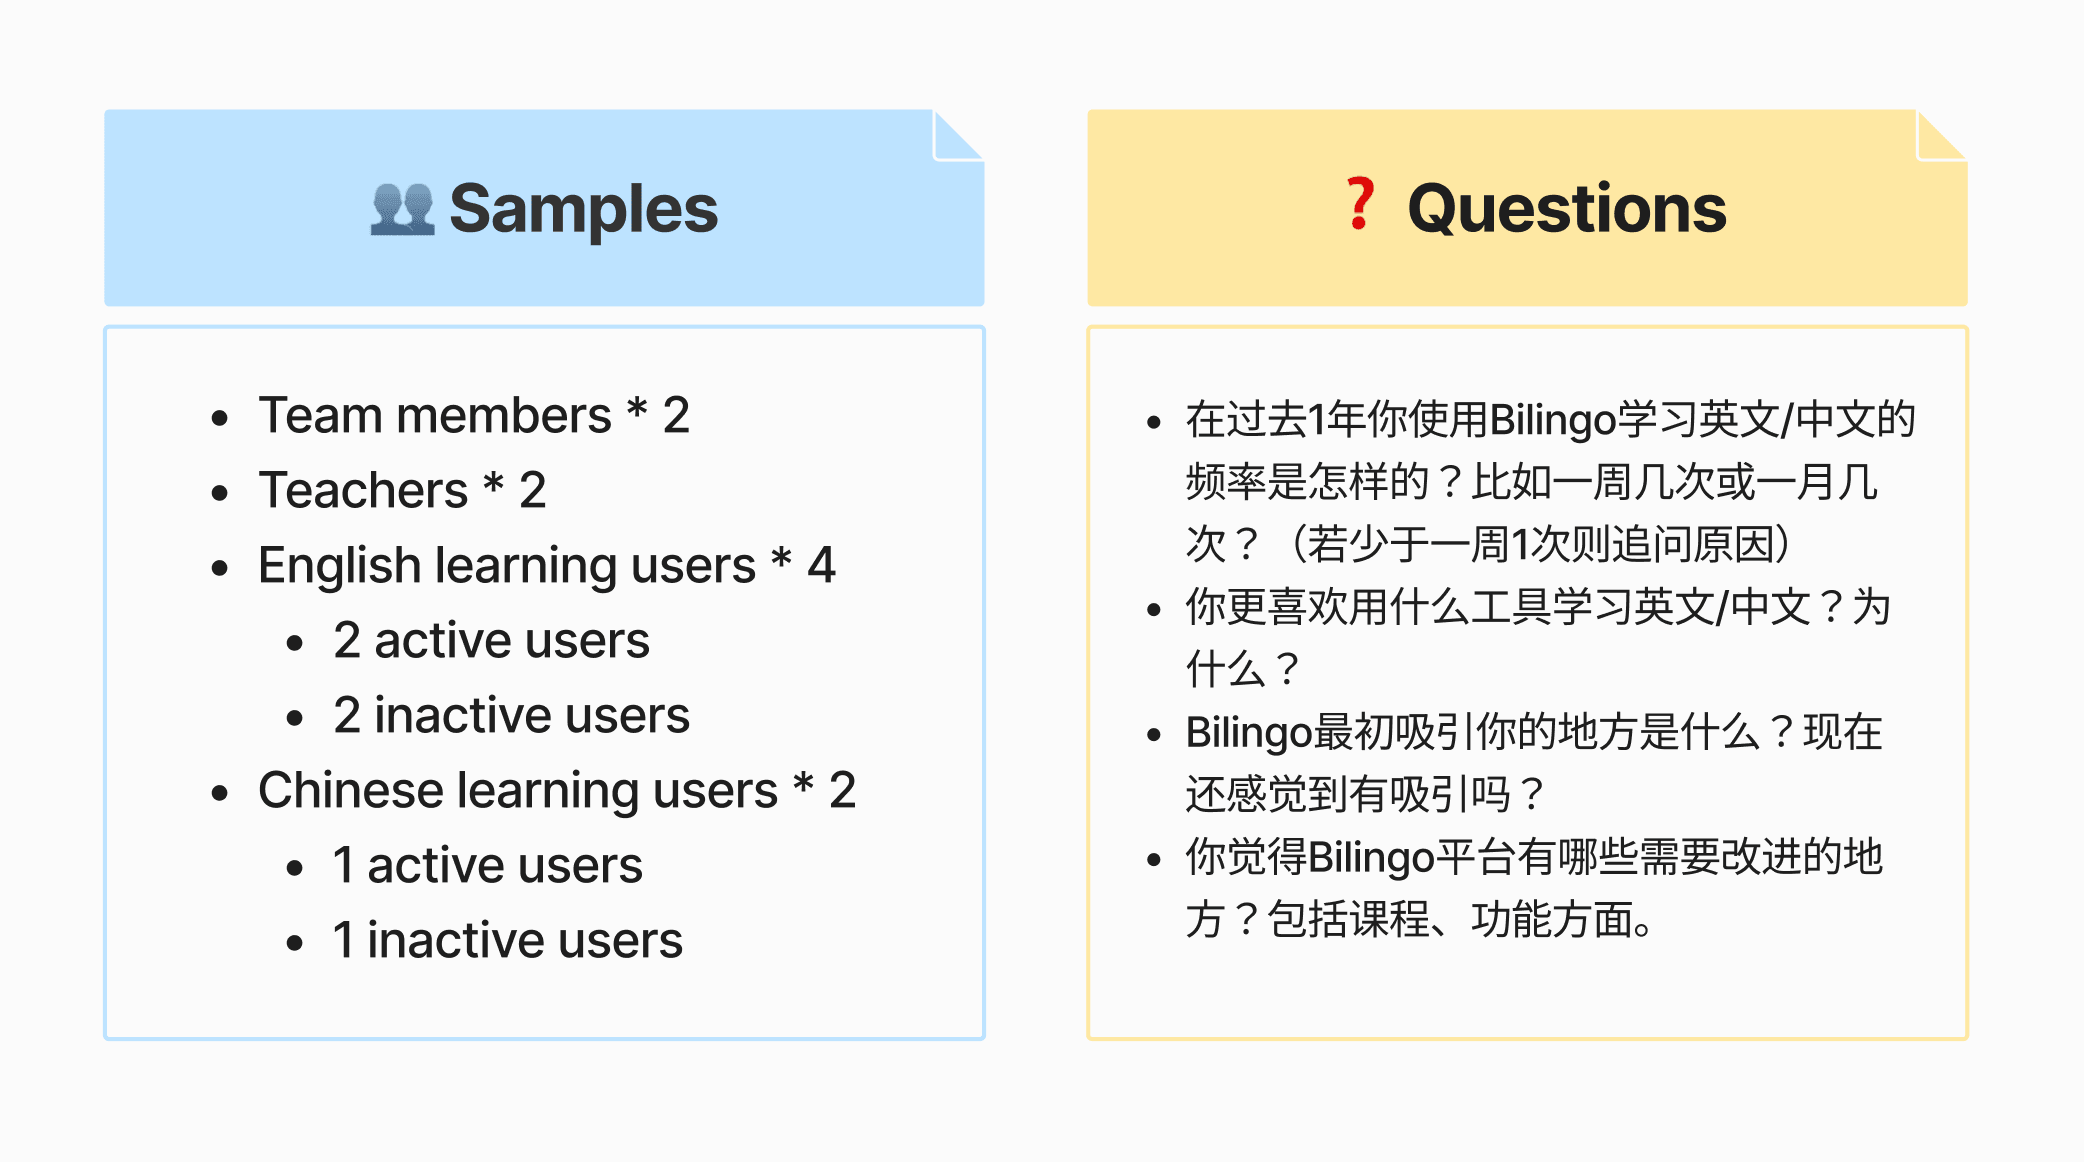 👥 Samples
• Team members * 2
• Teachers * 2
• English learning users * 4
• 2 active users
• 2 inactive users
• Chinese learning users * 2
• 1 active users
• 1 inactive users
❓ Questions
• 在过去1年你使用Bilingo学习英文/中文的
频率是怎样的？比如一周几次或一月几
次？（若少于一周1次则追问原因）
• 你更喜欢用什么工具学习英文/中文？为
什么？
• Bilingo最初吸引你的地方是什么？现在
还感觉到有吸引吗？
• 你觉得Bilingo平台有哪些需要改进的地
方？包括课程、功能方面。